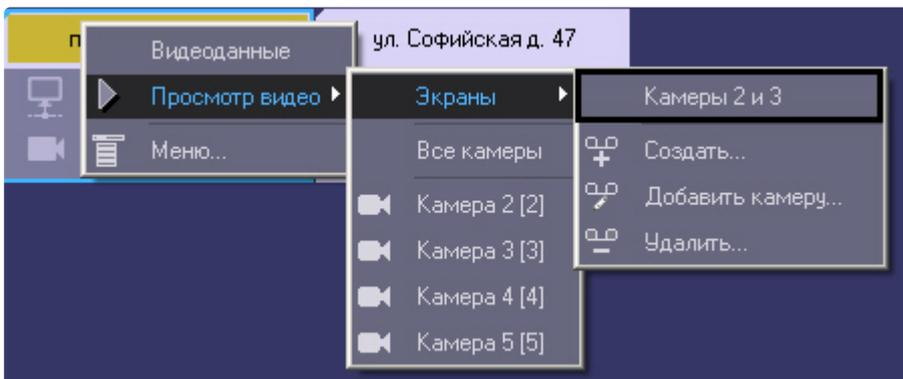 п
ул. Софийская д. 47
Видеоданные
Просмотр видео
Меню...
Экраны
Все камеры
Камера 2 [2]
Камера 3 [3]
Камера 4 [4]
Камера 5 [5]
Камеры 2 и 3
Создать...
Добавить камеру...
Удалить...